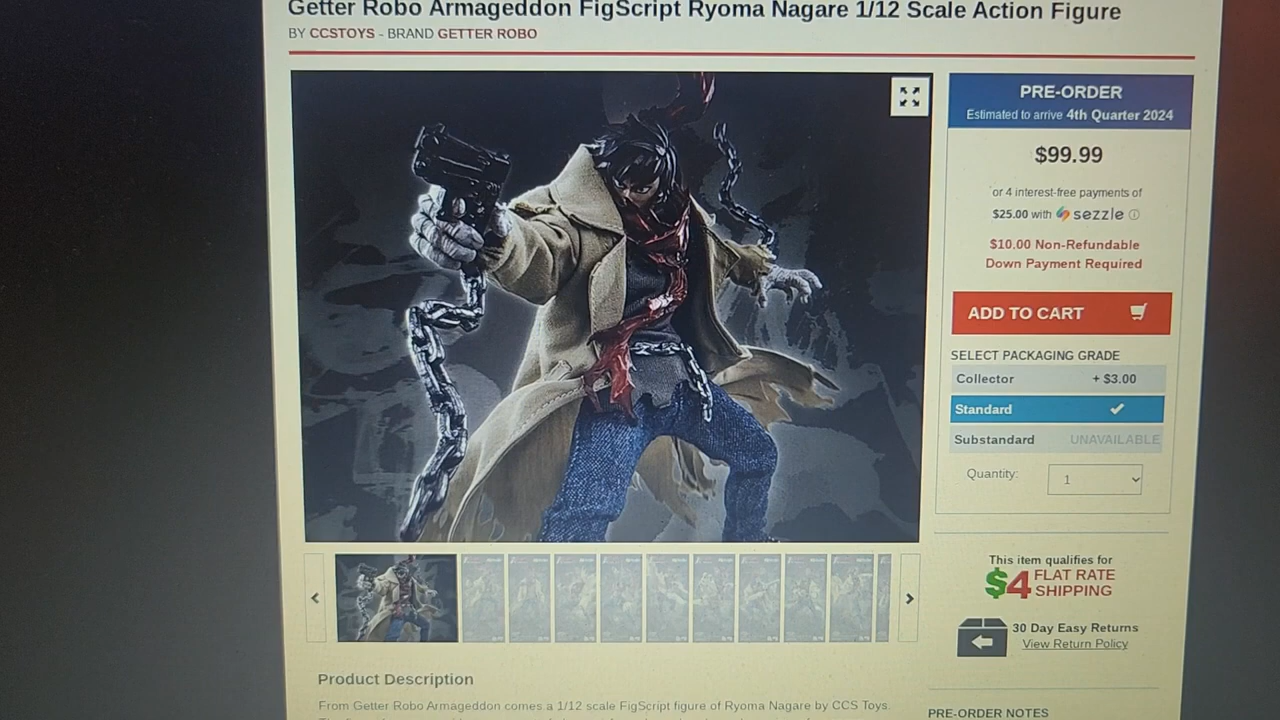 Getter Robo Armageddon FigScript Ryoma Nagare 1/12 Scale Action Figure
BY CCSTOYS - BRAND GETTER ROBO
PRE-ORDER
Estimated to arrive 4th Quarter 2024
$99.99
or 4 interest-free payments of
$25.00 with sezzle
$10.00 Non-Refundable
Down Payment Required
ADD TO CART
SELECT PACKAGING GRADE
Collector + $3.00
Standard
Substandard UNAVAILABLE
Quantity: 1
This item qualifies for
$4 FLAT RATE
SHIPPING
30 Day Easy Returns
View Return Policy
Product Description
From Getter Robo Armageddon comes a 1/12 scale FigScript figure of Ryoma Nagare by CCS Toys.
PRE-ORDER NOTES